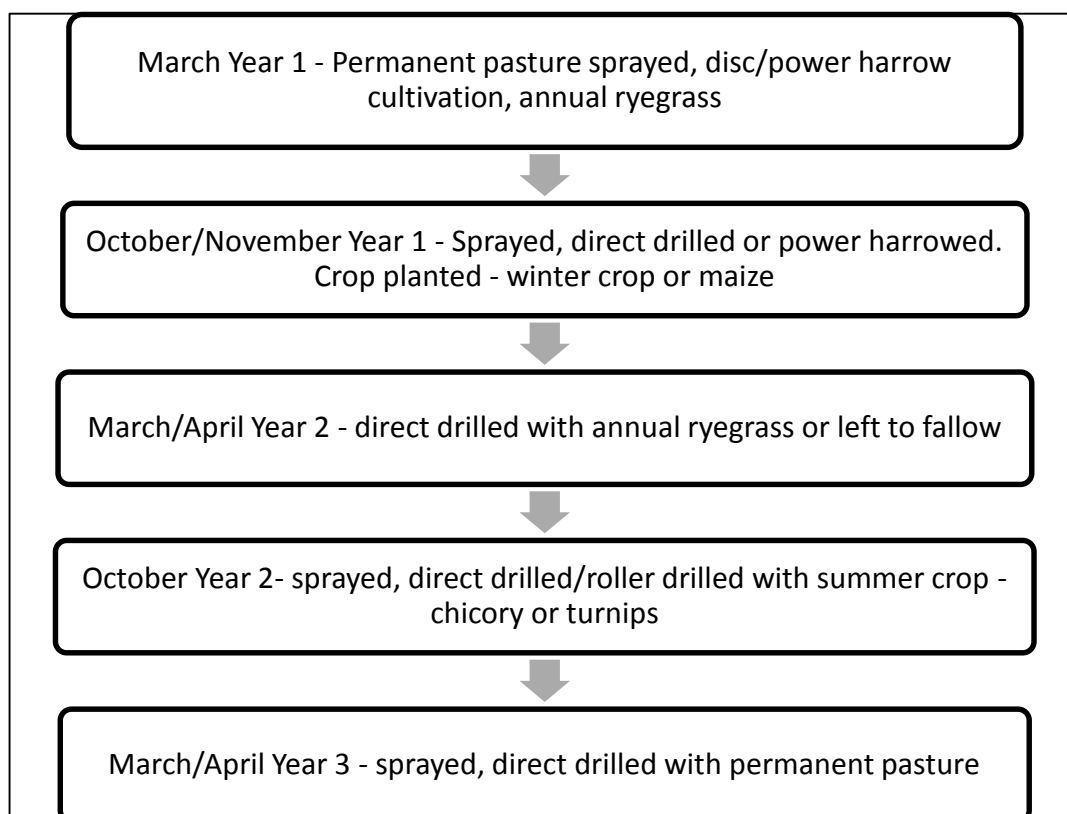 March Year 1 - Permanent pasture sprayed, disc/power harrow
cultivation, annual ryegrass
October/November Year 1 - Sprayed, direct drilled or power harrowed.
Crop planted - winter crop or maize
March/April Year 2 - direct drilled with annual ryegrass or left to fallow
October Year 2- sprayed, direct drilled/roller drilled with summer crop -
chicory or turnips
March/April Year 3 - sprayed, direct drilled with permanent pasture